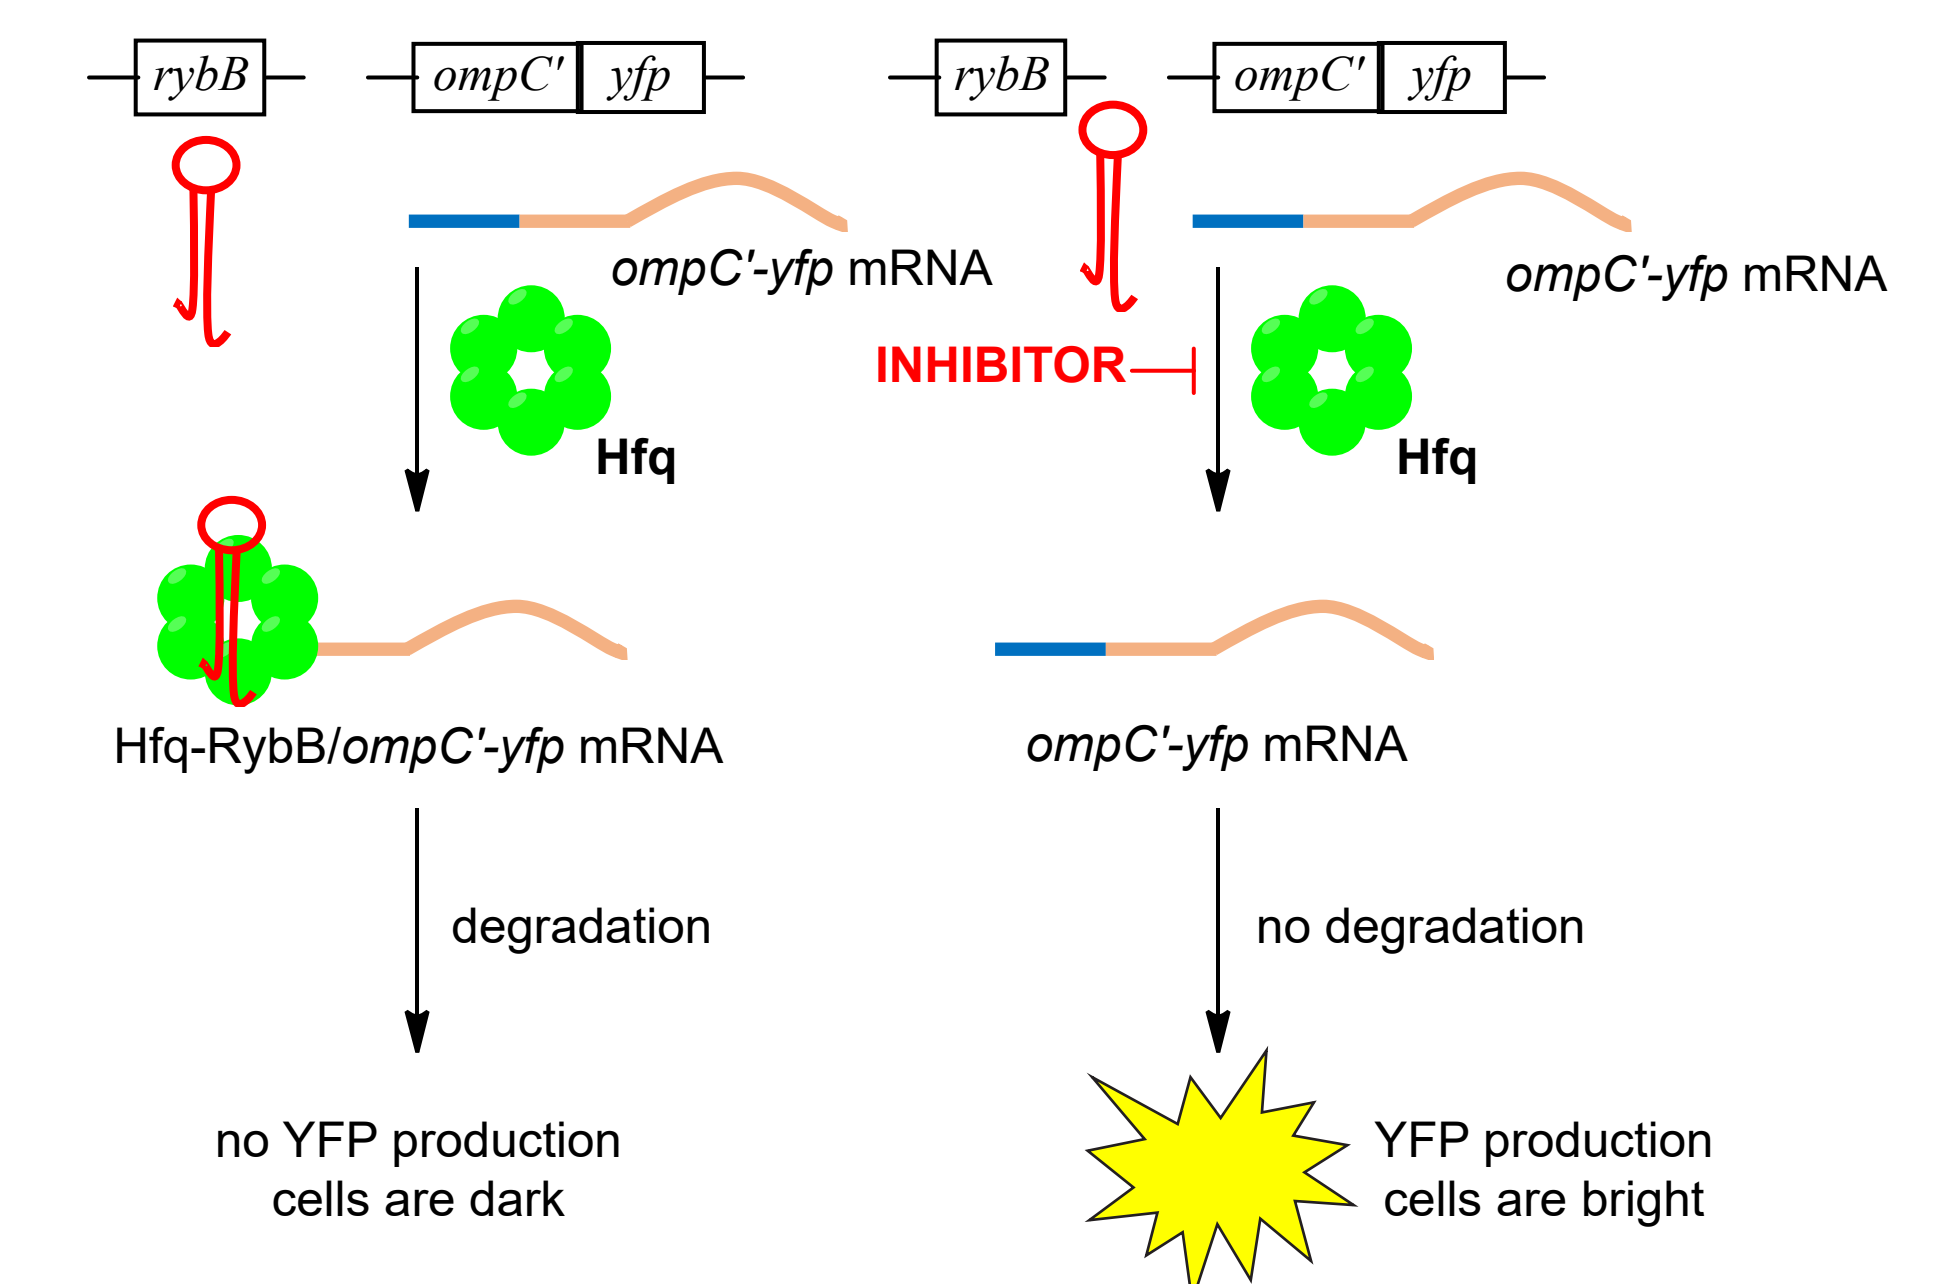 rybB ompC' yfp rybB ompC' yfp
ompC'-yfp mRNA ompC'-yfp mRNA
INHIBITOR
Hfq Hfq
Hfq-RybB/ompC'-yfp mRNA ompC'-yfp mRNA
degradation no degradation
no YFP production YFP production
cells are dark cells are bright